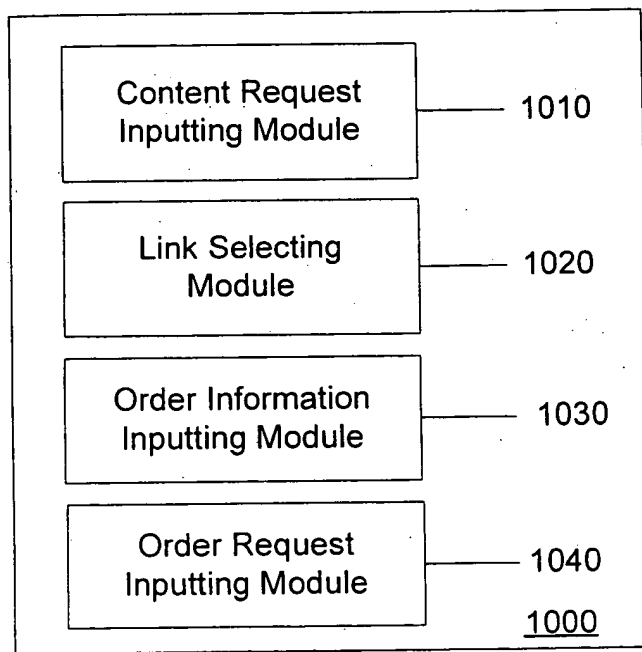 Content Request
Inputting Module
1010
Link Selecting
Module
1020
Order Information
Inputting Module
1030
Order Request
Inputting Module
1040
1000